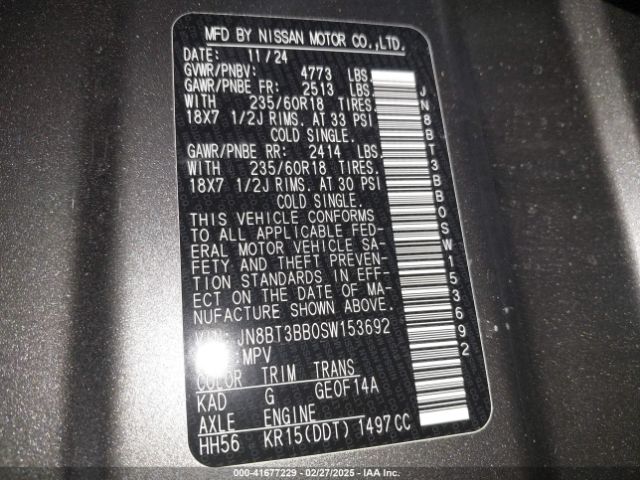 MFD BY NISSAN MOTOR CO.,LTD.
DATE: 11/24
GVWR/PNBV: 4773 LBS
GAWR/PNBE FR: 2513 LBS.
WITH 235/60R18 TIRES.
18X7 1/2J RIMS. AT 33 PSI
COLD SINGLE.
GAWR/PNBE RR: 2414 LBS.
WITH 235/60R18 TIRES.
18X7 1/2J RIMS. AT 30 PSI
COLD SINGLE.
THIS VEHICLE CONFORMS
TO ALL APPLICABLE FED-
ERAL MOTOR VEHICLE SA-
FETY AND THEFT PREVEN-
TION STANDARDS IN EFF-
ECT ON THE DATE OF MA-
NUFACTURE SHOWN ABOVE.
VIN: JN8BT3BB0SW153692
: MPV
COLOR TRIM TRANS
KAD G GE0F14A
AXLE ENGINE
HH56 KR15(DDT) 1497CC
JN8BT3BB0SW153692
000-41677229 - 02/27/2025 - IAA, Inc.